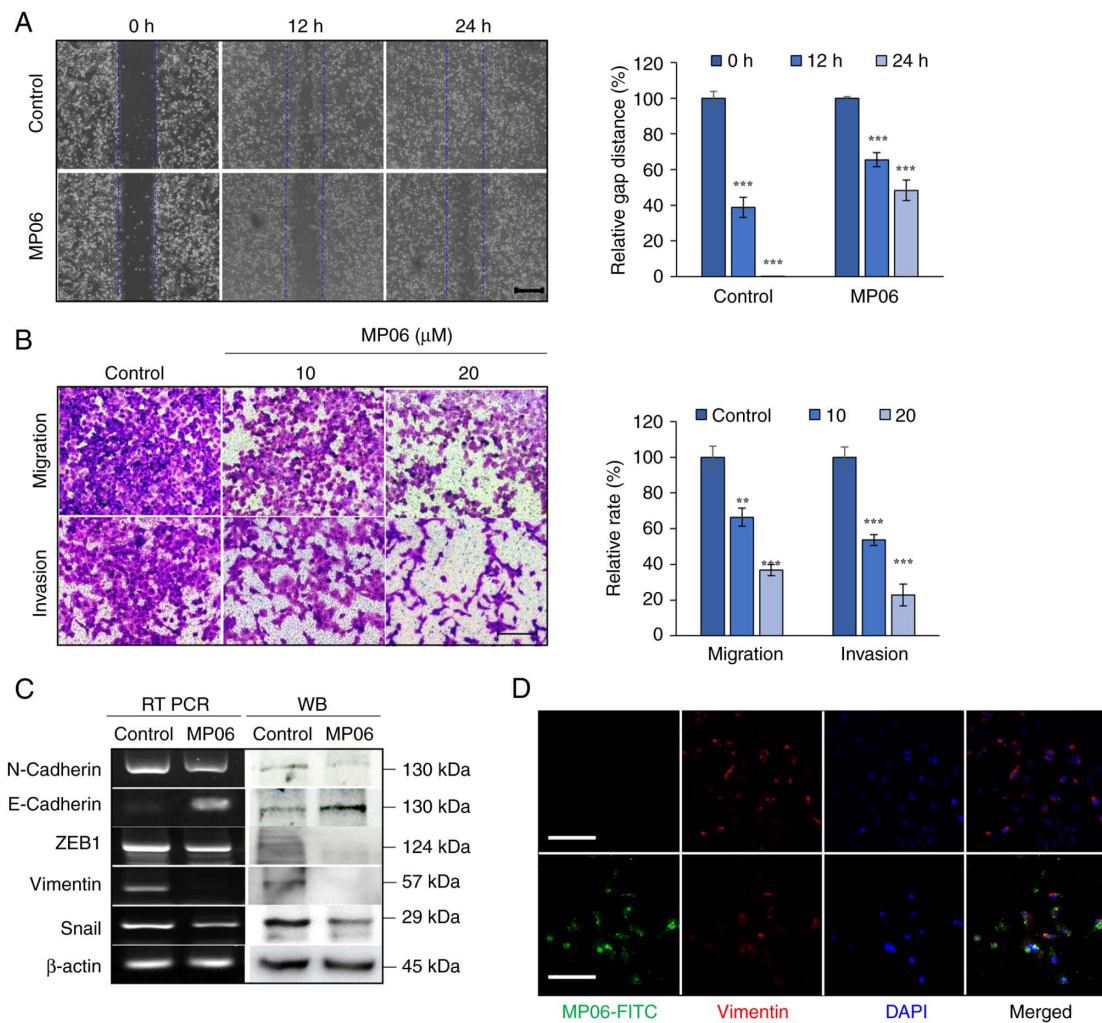 A
0 h 12 h 24 h
Control
MP06
Relative gap distance (%)
0 h 12 h 24 h
120
100
80
60
40
20
0
***
***
***
***
Control MP06
B
MP06 (μM)
Control 10 20
Migration
Invasion
Relative rate (%)
Control 10 20
120
100
80
60
40
20
0
**
***
***
***
Migration Invasion
C
RT PCR WB
Control MP06 Control MP06
N-Cadherin 130 kDa
E-Cadherin 130 kDa
ZEB1 124 kDa
Vimentin 57 kDa
Snail 29 kDa
β-actin 45 kDa
D
MP06-FITC Vimentin DAPI Merged